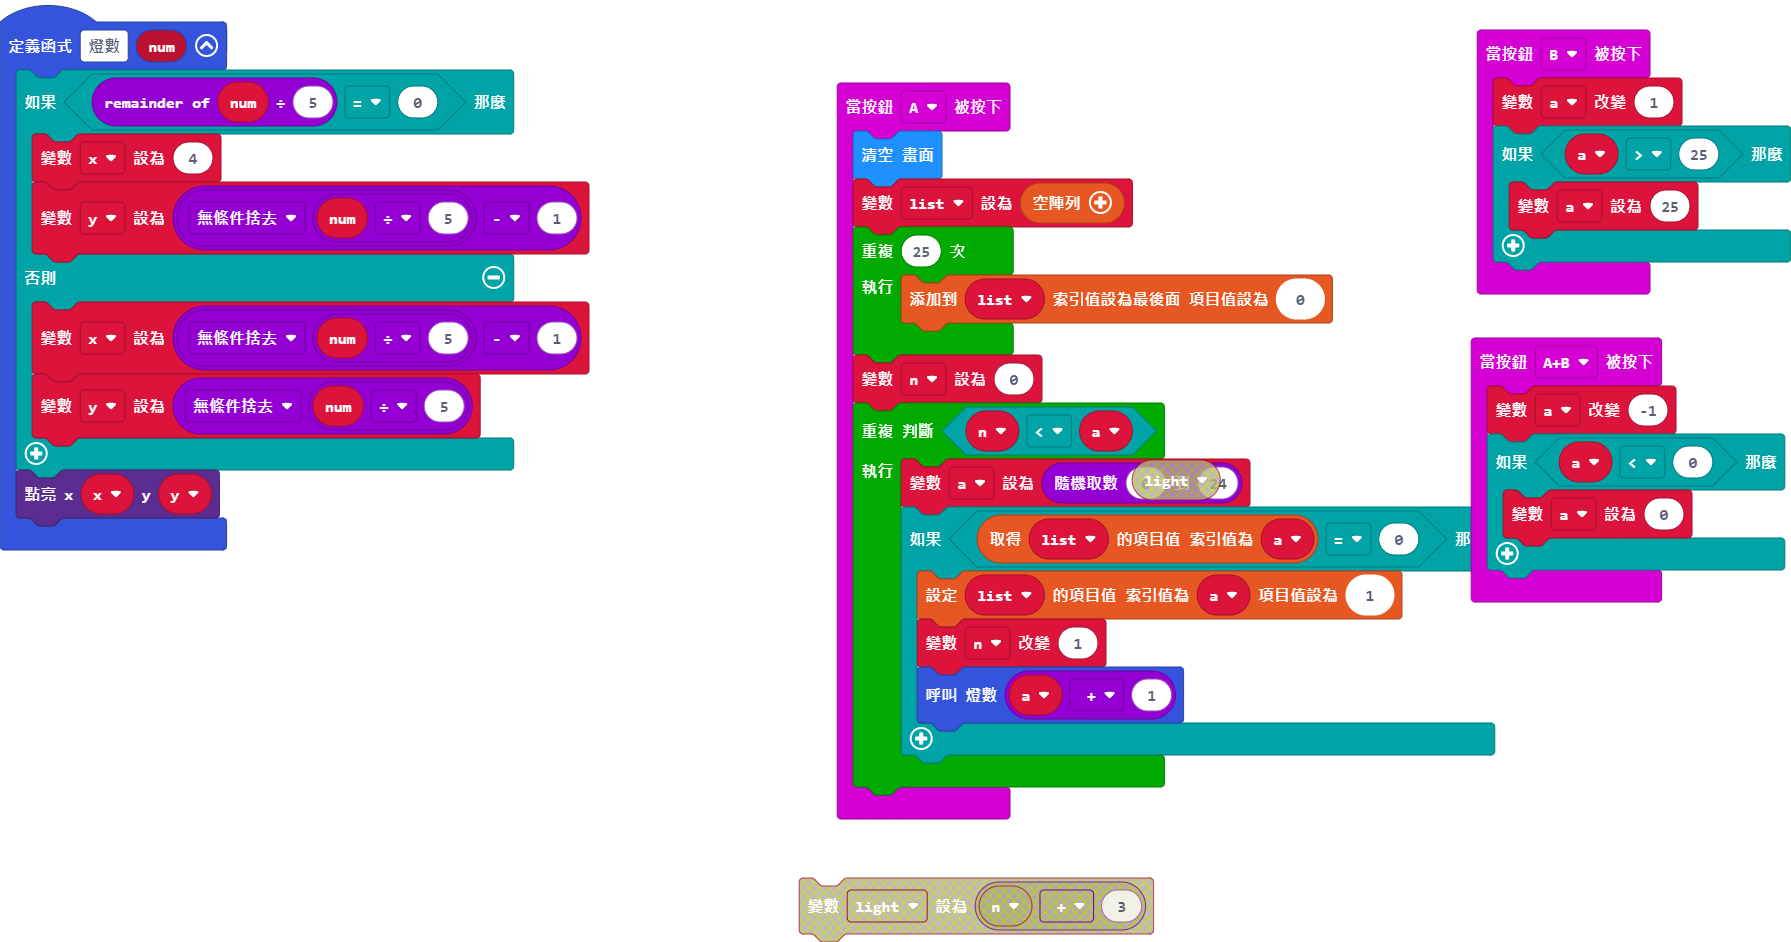 定義函式 燈數 num
如果 remainder of num ÷ 5 = 0 那麼
變數 x 設為 4
變數 y 設為 無條件捨去 num ÷ 5 - 1
否則
變數 x 設為 無條件捨去 num ÷ 5 - 1
變數 y 設為 無條件捨去 num ÷ 5
點亮 x x y y
當按鈕 A 被按下
清空 畫面
變數 list 設為 空陣列
重複 25 次
執行 添加到 list 索引值設為最後面 項目值設為 0
變數 n 設為 0
重複 判斷 n < a
執行 變數 a 設為 隨機取數 light 24
如果 取得 list 的項目值 索引值為 a = 0 那
設定 list 的項目值 索引值為 a 項目值設為 1
變數 n 改變 1
呼叫 燈數 a + 1
變數 light 設為 n + 3
當按鈕 B 被按下
變數 a 改變 1
如果 a > 25 那麼
變數 a 設為 25
當按鈕 A+B 被按下
變數 a 改變 -1
如果 a < 0 那麼
變數 a 設為 0